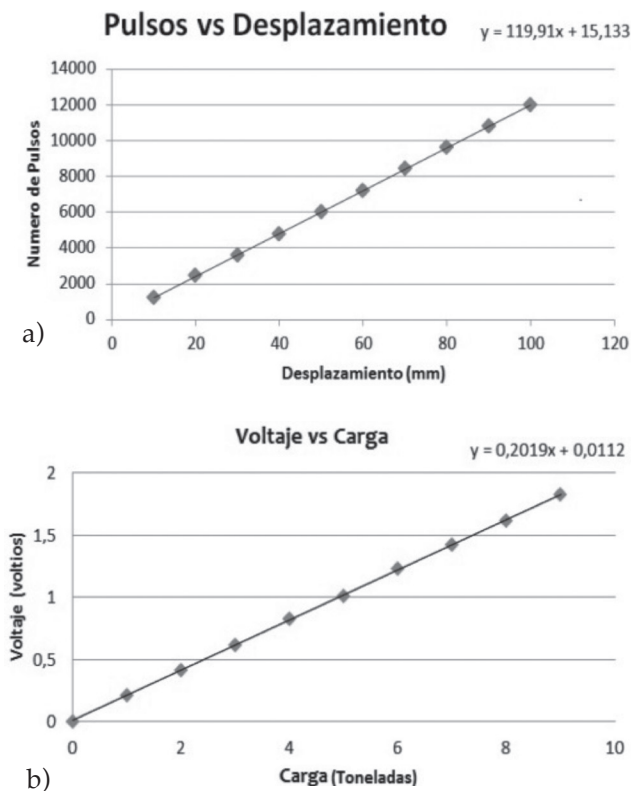 Pulsos vs Desplazamiento
y = 119,91x + 15,133
14000
12000
10000
8000
6000
4000
2000
0
Numero de Pulsos
0 20 40 60 80 100 120
Desplazamiento (mm)
a)
Voltaje vs Carga
y = 0,2019x + 0,0112
2
1,5
1
0,5
0
Voltaje (voltios)
0 2 4 6 8 10
Carga (Toneladas)
b)